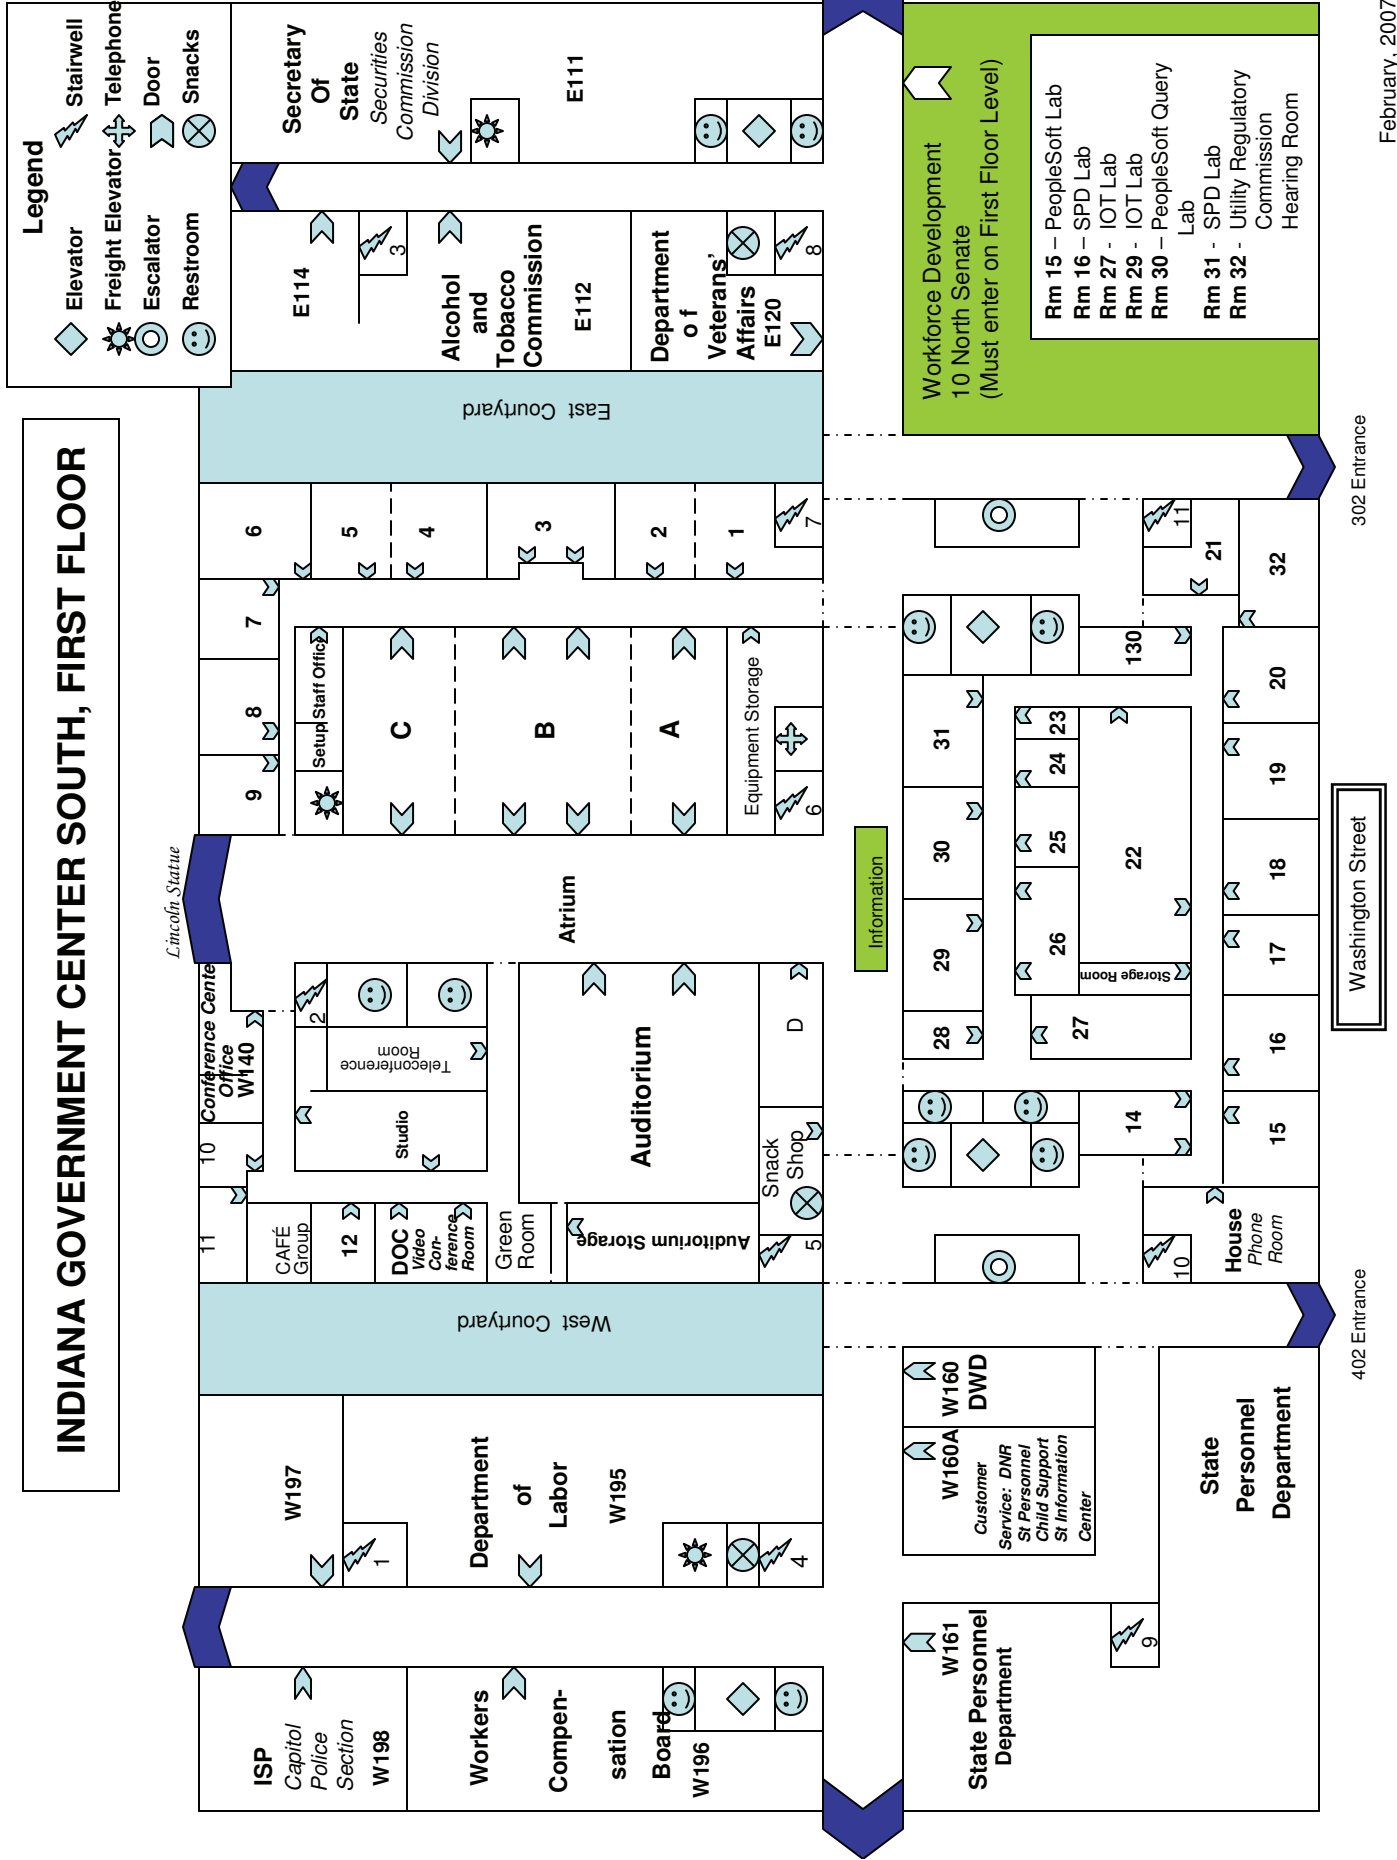 INDIANA GOVERNMENT CENTER SOUTH, FIRST FLOOR
Legend
Elevator
Stairwell
Freight Elevator
Telephone
Escalator
Door
Restroom
Snacks
Lincoln Statue
ISP
Capitol
Police
Section
W198
Workers
Compen-
sation
Board
W196
W197
1
Department
of
Labor
W195
4
West Courtyard
11
10
Conference Cente
Office
W140
CAFÉ
Group
12
DOC
Video
Con-
ference
Room
Green
Room
Auditorium Storage
5
Studio
Teleconference
Room
2
Auditorium
Snack
Shop
D
Atrium
9
8
7
6
Setup
Staff Office
C
B
A
Equipment Storage
6
5
4
3
2
1
7
East Courtyard
E114
3
Alcohol
and
Tobacco
Commission
E112
Department
o f
Veterans’
Affairs
E120
8
Secretary
Of
State
Securities
Commission
Division
E111
Information
W161
State Personnel
Department
9
W160A
Customer
Service: DNR
St Personnel
Child Support
St Information
Center
W160
DWD
State
Personnel
Department
10
House
Phone
Room
14
28
29
30
31
27
26
25
24
23
Storage Room
22
130
21
11
15
16
17
18
19
20
32
Workforce Development
10 North Senate
(Must enter on First Floor Level)
Rm 15 – PeopleSoft Lab
Rm 16 – SPD Lab
Rm 27 - IOT Lab
Rm 29 - IOT Lab
Rm 30 – PeopleSoft Query
Lab
Rm 31 - SPD Lab
Rm 32 - Utility Regulatory
Commission
Hearing Room
402 Entrance
Washington Street
302 Entrance
February, 2007